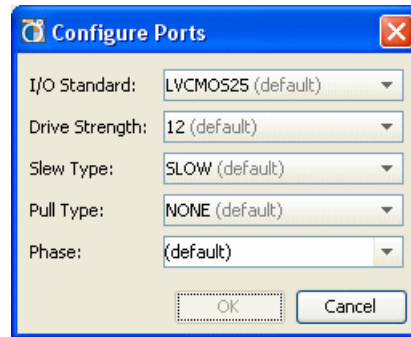 Configure Ports
I/O Standard: LVCMOS25 (default)
Drive Strength: 12 (default)
Slew Type: SLOW (default)
Pull Type: NONE (default)
Phase: (default)
OK Cancel